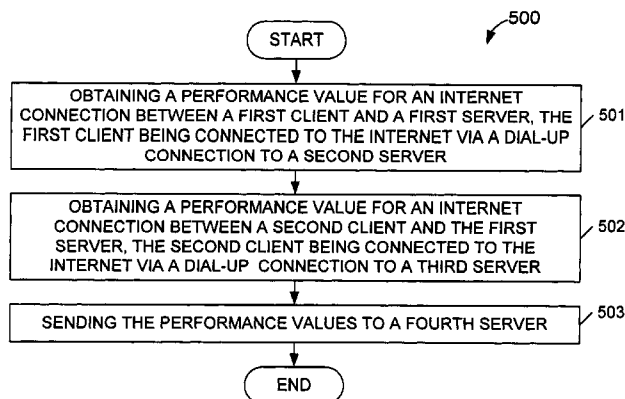 500
START
OBTAINING A PERFORMANCE VALUE FOR AN INTERNET
CONNECTION BETWEEN A FIRST CLIENT AND A FIRST SERVER, THE
FIRST CLIENT BEING CONNECTED TO THE INTERNET VIA A DIAL-UP
CONNECTION TO A SECOND SERVER
501
OBTAINING A PERFORMANCE VALUE FOR AN INTERNET
CONNECTION BETWEEN A SECOND CLIENT AND THE FIRST
SERVER, THE SECOND CLIENT BEING CONNECTED TO THE
INTERNET VIA A DIAL-UP CONNECTION TO A THIRD SERVER
502
SENDING THE PERFORMANCE VALUES TO A FOURTH SERVER
503
END